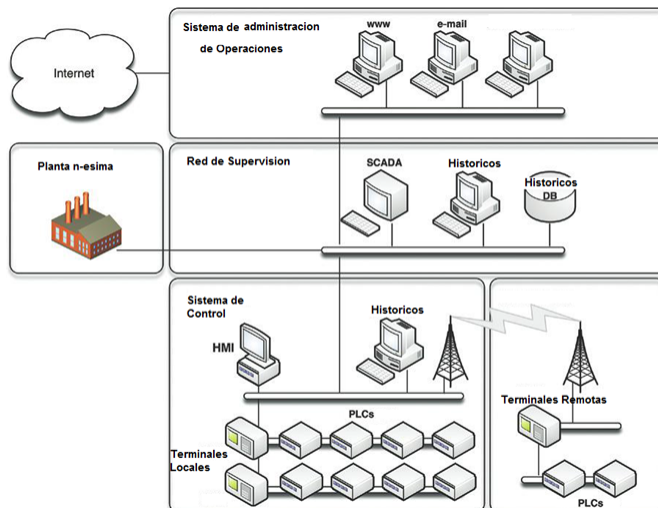 Sistema de administracion
de Operaciones
www
e-mail
Internet
Planta n-esima
Red de Supervision
SCADA
Historicos
Historicos
DB
Sistema de
Control
Historicos
HMI
PLCs
Terminales
Locales
Terminales Remotas
PLCs